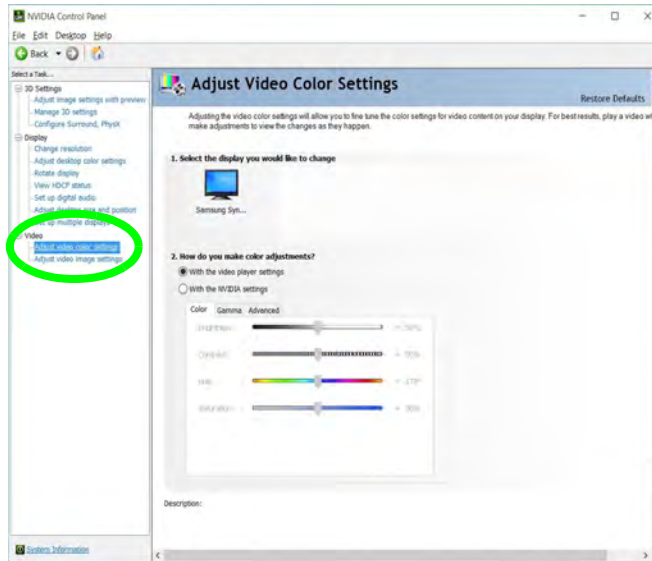 NVIDIA Control Panel
File Edit Desktop Help
Back
Select a Task...
3D Settings
Adjust image settings with preview
Manage 3D settings
Configure Surround, PhysX
Display
Change resolution
Adjust desktop color settings
Rotate display
View HDCP status
Set up digital audio
Adjust desktop size and position
Set up multiple displays
Video
Adjust video color settings
Adjust video image settings
System Information
Adjust Video Color Settings
Restore Defaults
Adjusting the video color settings will allow you to fine tune the color settings for video content on your display. For best results, play a video wh
make adjustments to view the changes as they happen.
1. Select the display you would like to change
Samsung Syn...
2. How do you make color adjustments?
With the video player settings
With the NVIDIA settings
Color Gamma Advanced
Brightness
Contrast
Hue
Saturation
Description: